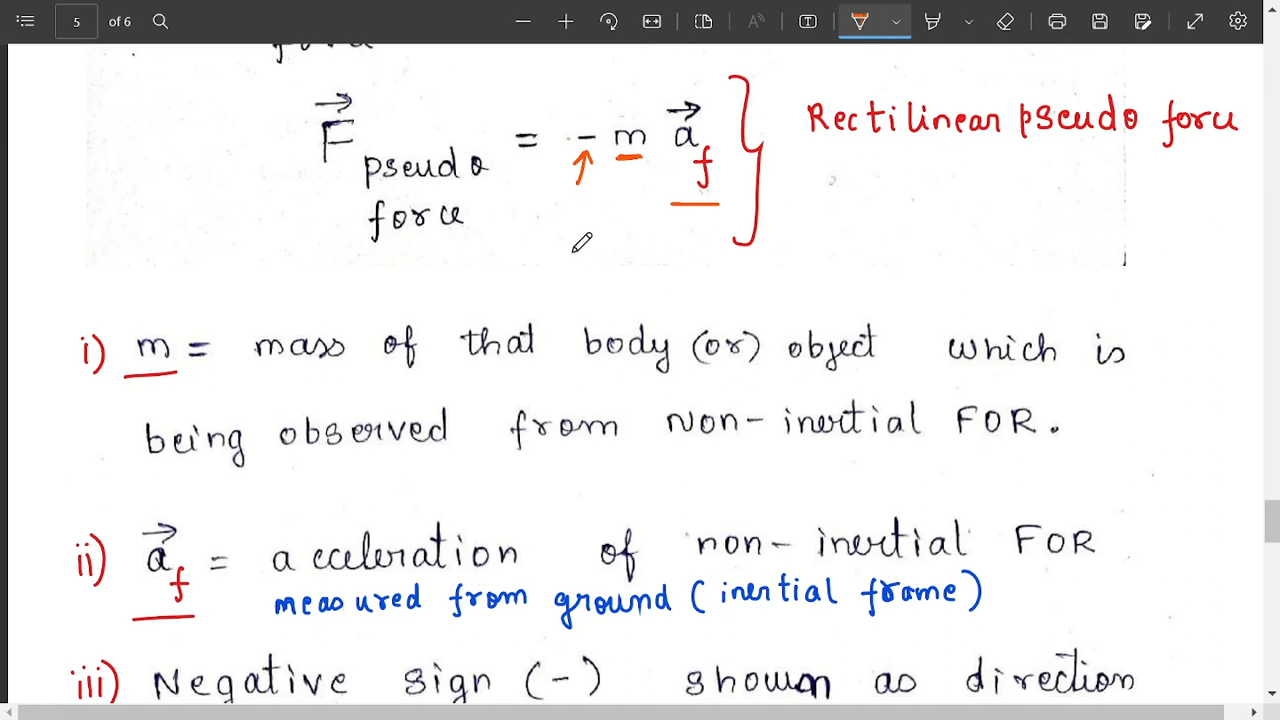 5 of 6
force
F⃗ pseudo force = - m a⃗f } Rectilinear pseudo force
i) m = mass of that body (or) object which is
being observed from Non-inertial FOR.
ii) a⃗f = acceleration of non-inertial FOR
measured from ground (inertial frame)
iii) Negative sign (-) shown as direction